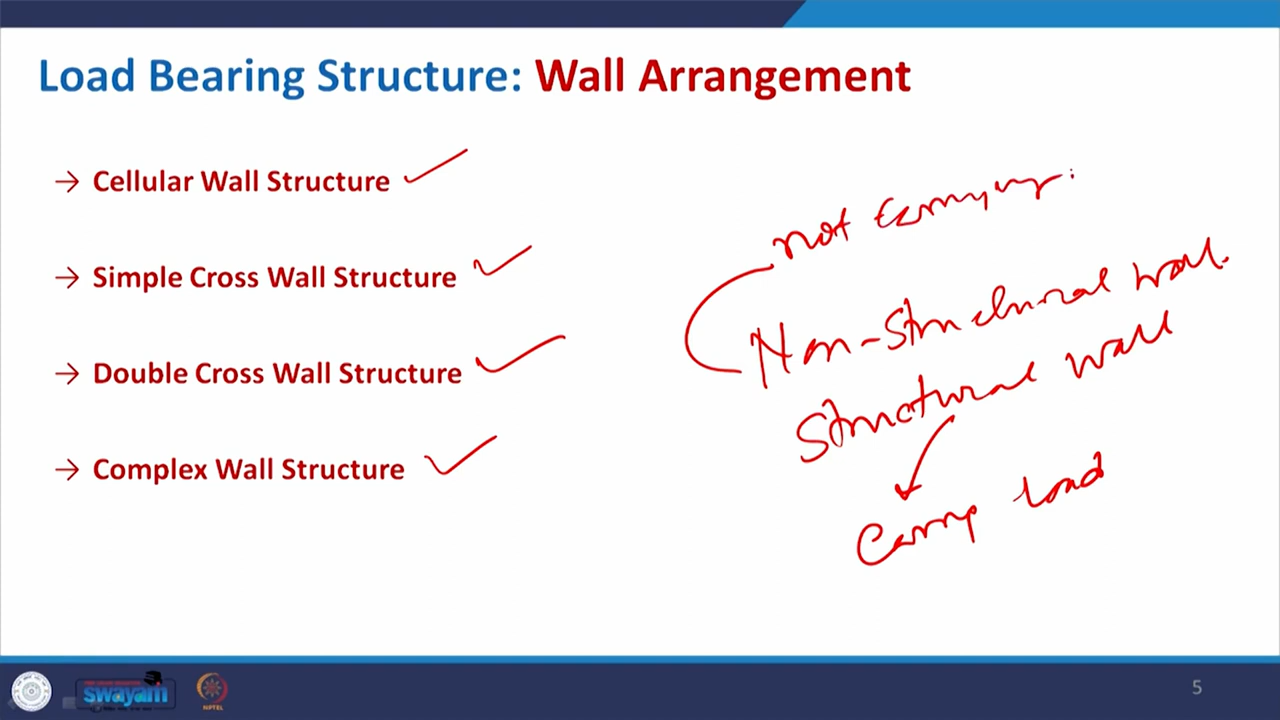 Load Bearing Structure: Wall Arrangement
→ Cellular Wall Structure
→ Simple Cross Wall Structure
→ Double Cross Wall Structure
→ Complex Wall Structure
not carrying.
Non-structural wall.
Structural wall
Carry load
swayam
NPTEL
5